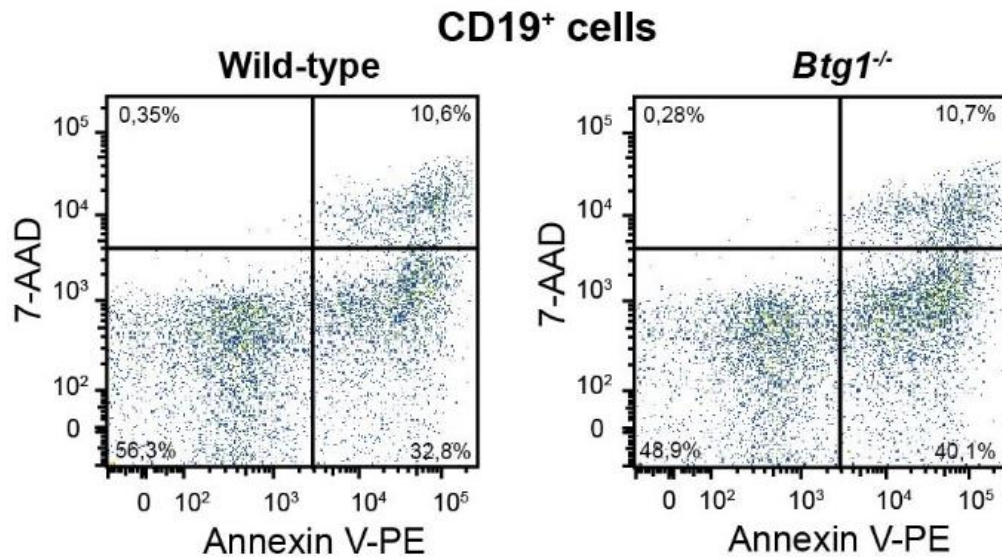 CD19⁺ cells
Wild-type
0,35%
10,6%
10⁵
10⁴
10³
10²
0
7-AAD
56,3%
32,8%
0 10² 10³ 10⁴ 10⁵
Annexin V-PE
Btg1⁻/⁻
0,28%
10,7%
10⁵
10⁴
10³
10²
0
7-AAD
48,9%
40,1%
0 10² 10³ 10⁴ 10⁵
Annexin V-PE